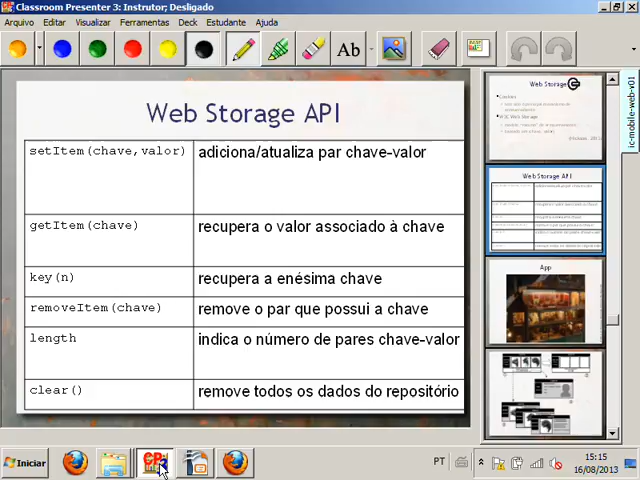 Classroom Presenter 3: Instrutor; Desligado
Arquivo Editar Visualizar Ferramentas Deck Estudante Ajuda
Ab
Web Storage API
setItem(chave,valor) adiciona/atualiza par chave-valor
getItem(chave) recupera o valor associado à chave
key(n) recupera a enésima chave
removeItem(chave) remove o par que possui a chave
length indica o número de pares chave-valor
clear() remove todos os dados do repositório
Web Storage
Web Storage API
App
ic-mobile-web-v01
Iniciar
PT
15:15
16/08/2013